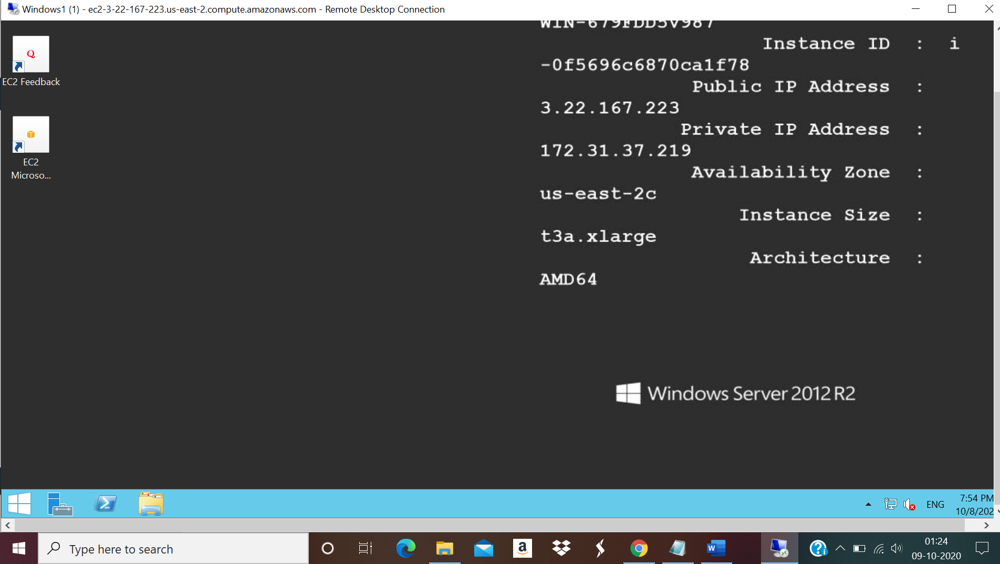 Windows1 (1) - ec2-3-22-167-223.us-east-2.compute.amazonaws.com - Remote Desktop Connection
WIN-679FDD5V987
Instance ID : i
-0f5696c6870ca1f78
Public IP Address :
3.22.167.223
Private IP Address :
172.31.37.219
Availability Zone :
us-east-2c
Instance Size :
t3a.xlarge
Architecture :
AMD64
Q
EC2 Feedback
EC2
Microso...
Windows Server 2012 R2
ENG
7:54 PM
10/8/202
Type here to search
a
W
01:24
09-10-2020